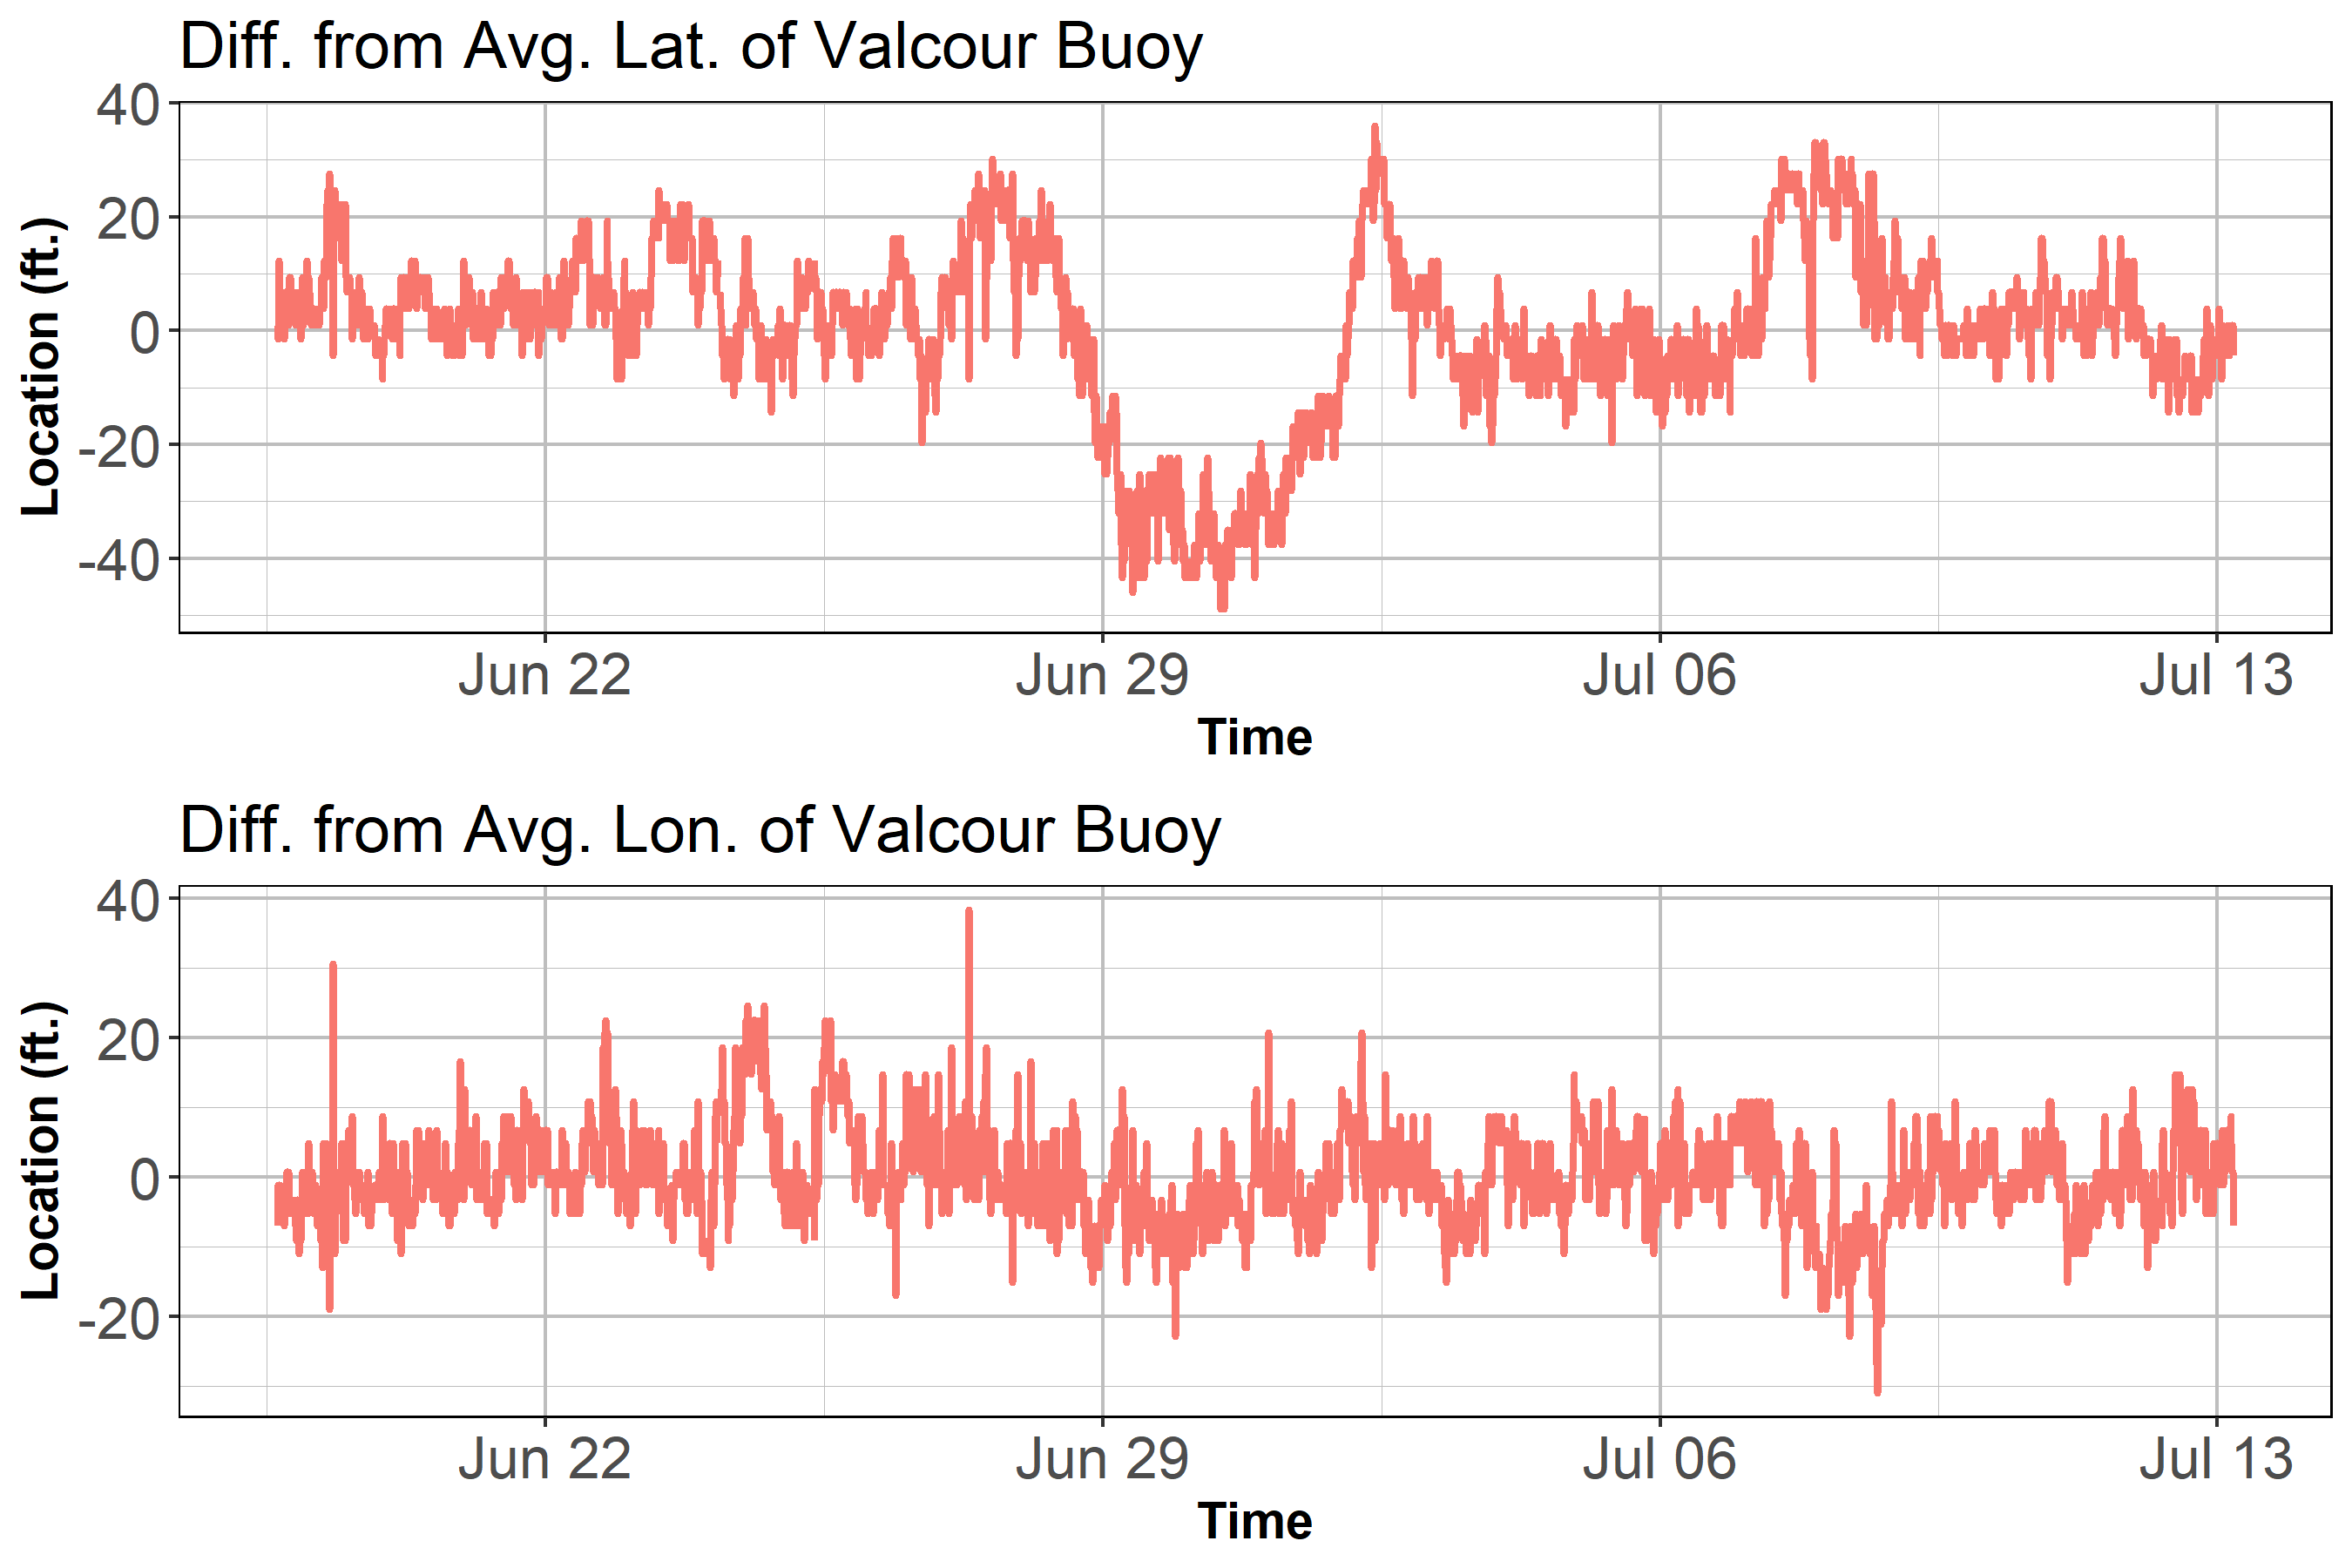 Diff. from Avg. Lat. of Valcour Buoy
Location (ft.)
40
20
0
-20
-40
Jun 22 Jun 29 Jul 06 Jul 13
Time
Diff. from Avg. Lon. of Valcour Buoy
Location (ft.)
40
20
0
-20
Jun 22 Jun 29 Jul 06 Jul 13
Time